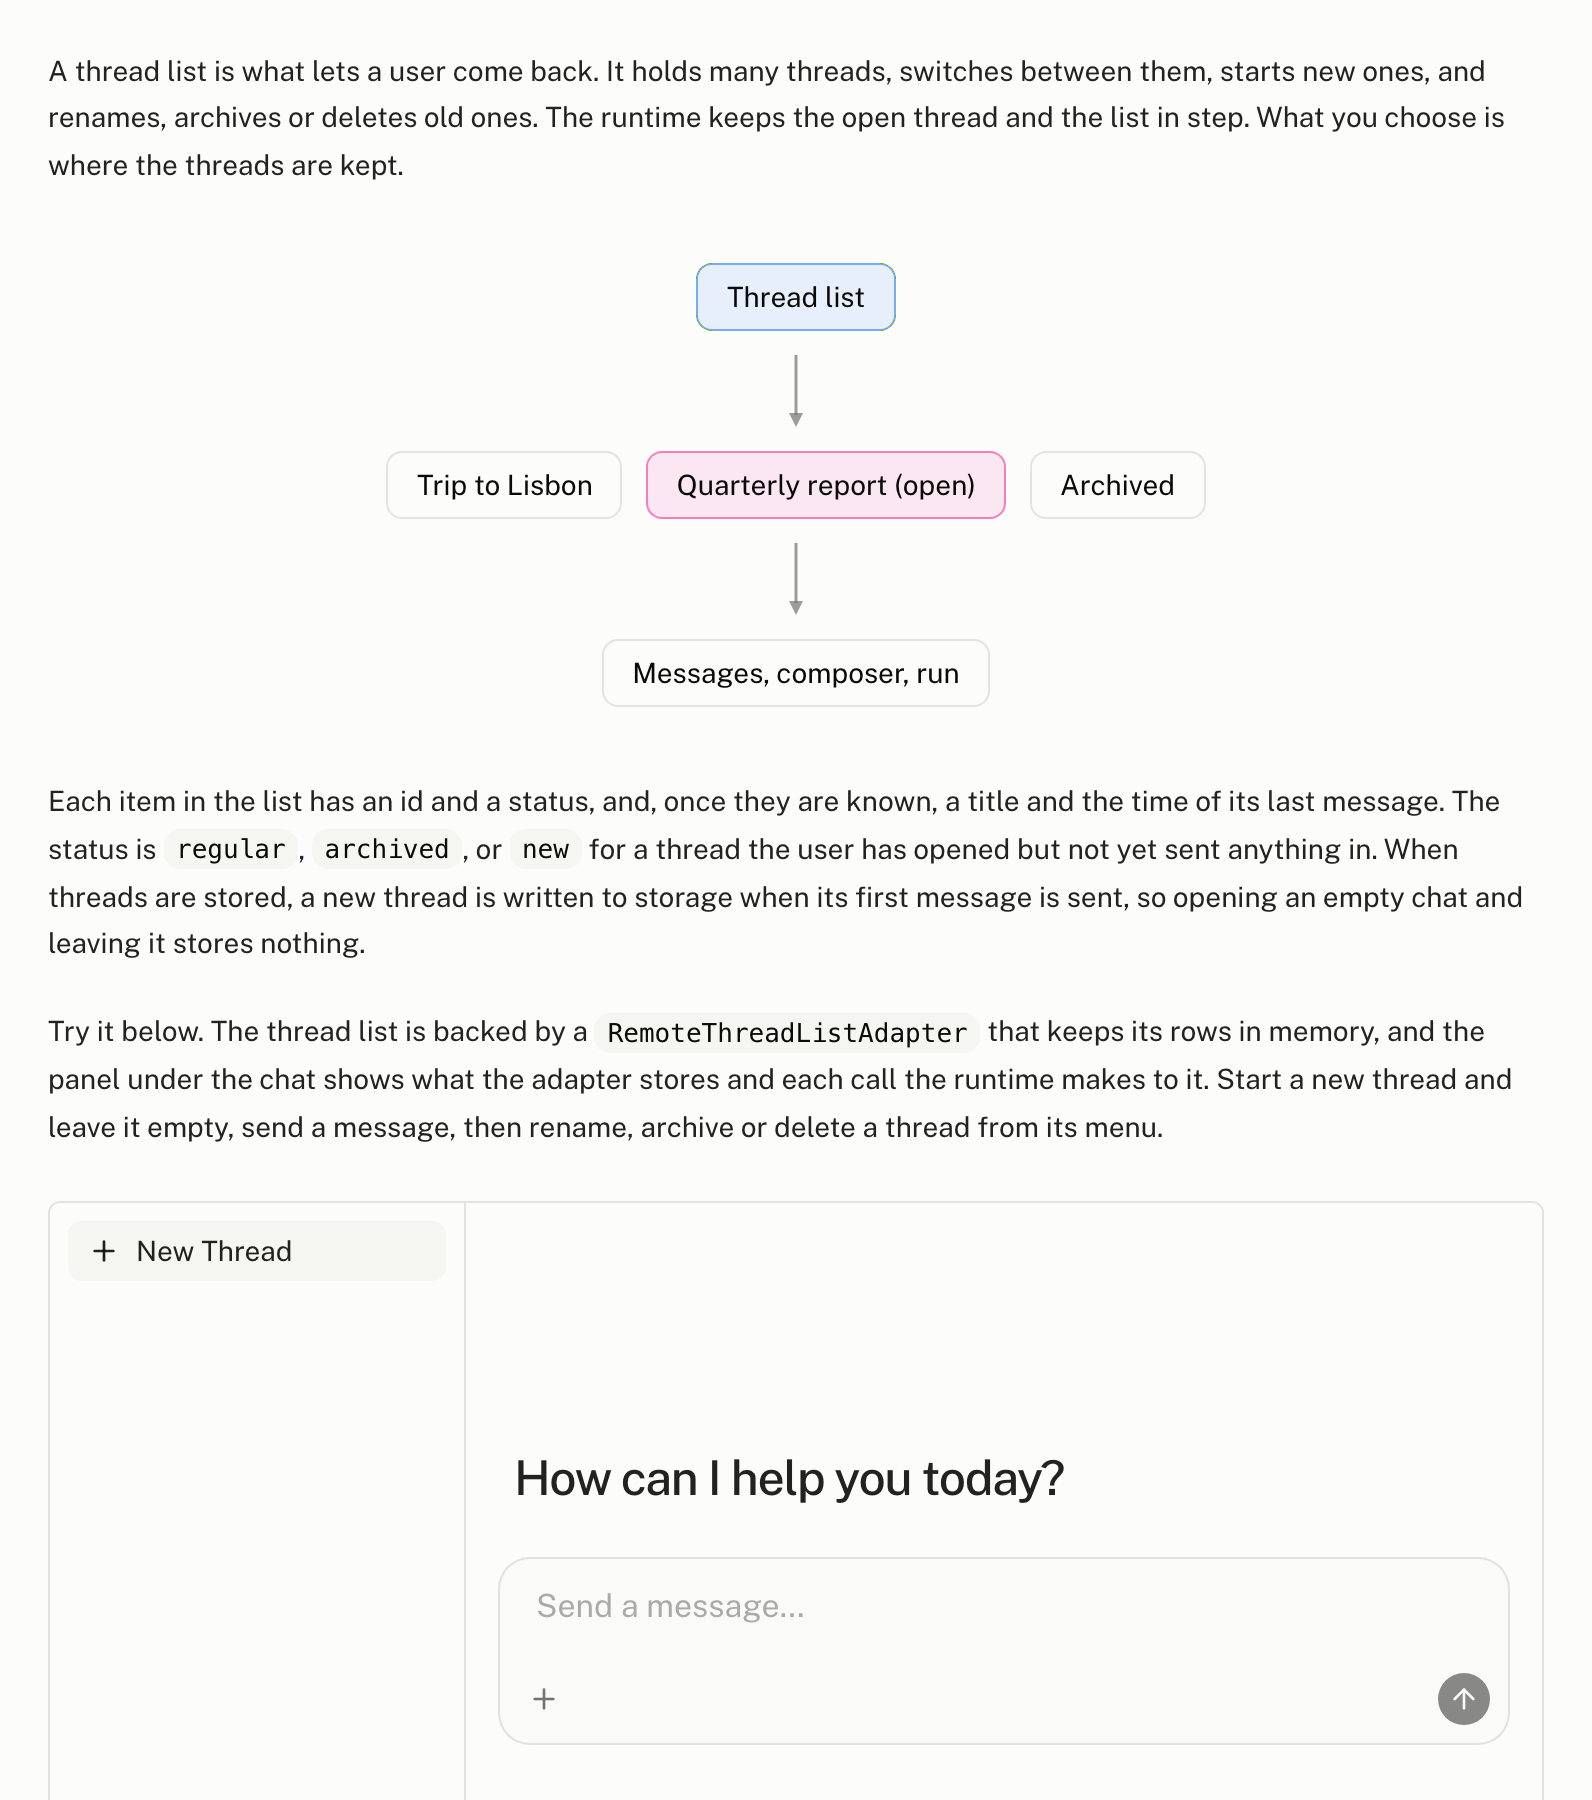 A thread list is what lets a user come back. It holds many threads, switches between them, starts new ones, and
renames, archives or deletes old ones. The runtime keeps the open thread and the list in step. What you choose is
where the threads are kept.
Thread list
Trip to Lisbon
Quarterly report (open)
Archived
Messages, composer, run
Each item in the list has an id and a status, and, once they are known, a title and the time of its last message. The
status is regular, archived, or new for a thread the user has opened but not yet sent anything in. When
threads are stored, a new thread is written to storage when its first message is sent, so opening an empty chat and
leaving it stores nothing.
Try it below. The thread list is backed by a RemoteThreadListAdapter that keeps its rows in memory, and the
panel under the chat shows what the adapter stores and each call the runtime makes to it. Start a new thread and
leave it empty, send a message, then rename, archive or delete a thread from its menu.
New Thread
How can I help you today?
Send a message...